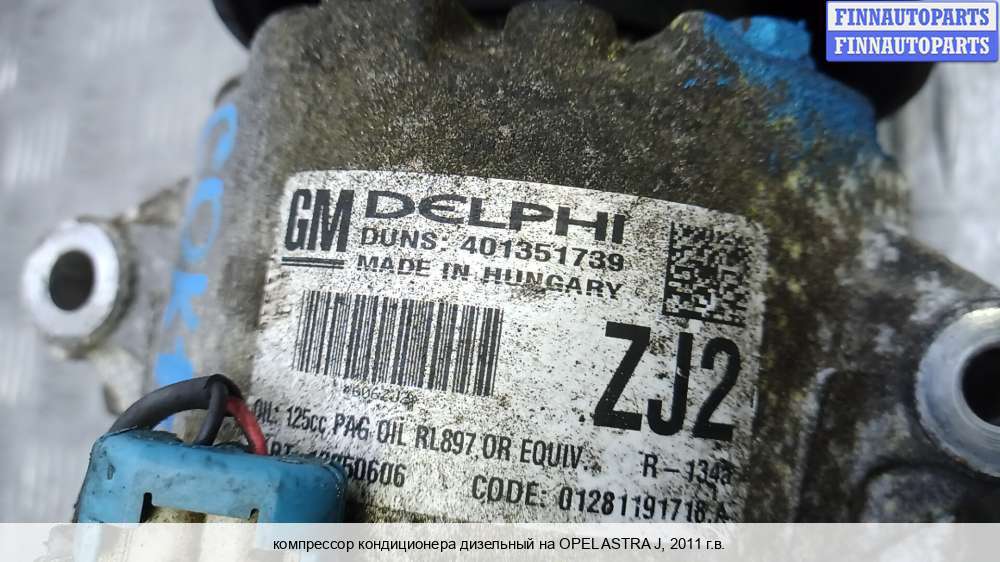 FINNAUTOPARTS
FINNAUTOPARTS
GM DELPHI
DUNS: 401351739
MADE IN HUNGARY
ZJ2
OIL: 125cc PAG OIL RL897 OR EQUIV.
R-134a
CODE: 01281191718.A
компрессор кондиционера дизельный на OPEL ASTRA J, 2011 г.в.